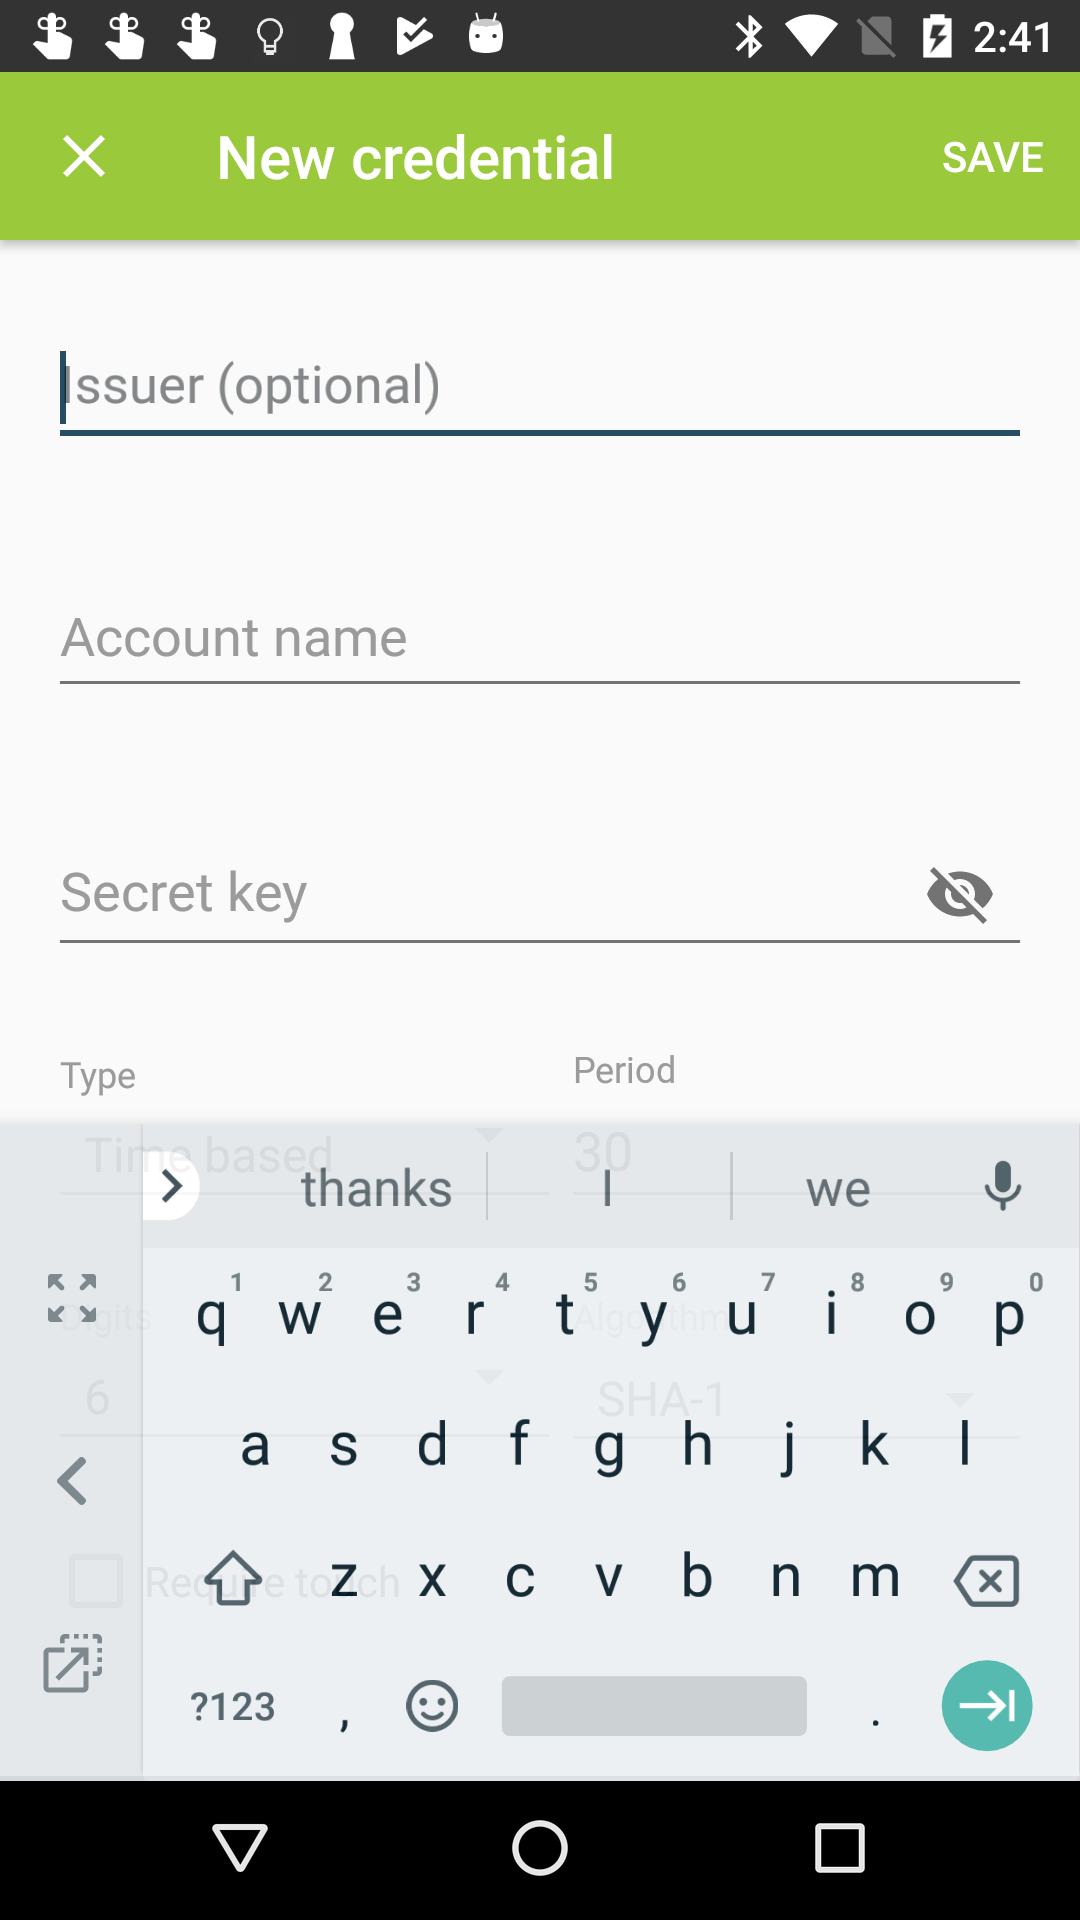 2:41
New credential SAVE
Issuer (optional)
Account name
Secret key
Type Period
Time based 30
thanks I we
Digits Algorithm
1 2 3 4 5 6 7 8 9 0
q w e r t y u i o p
6 SHA-1
a s d f g h j k l
Require touch
z x c v b n m
?123 , .